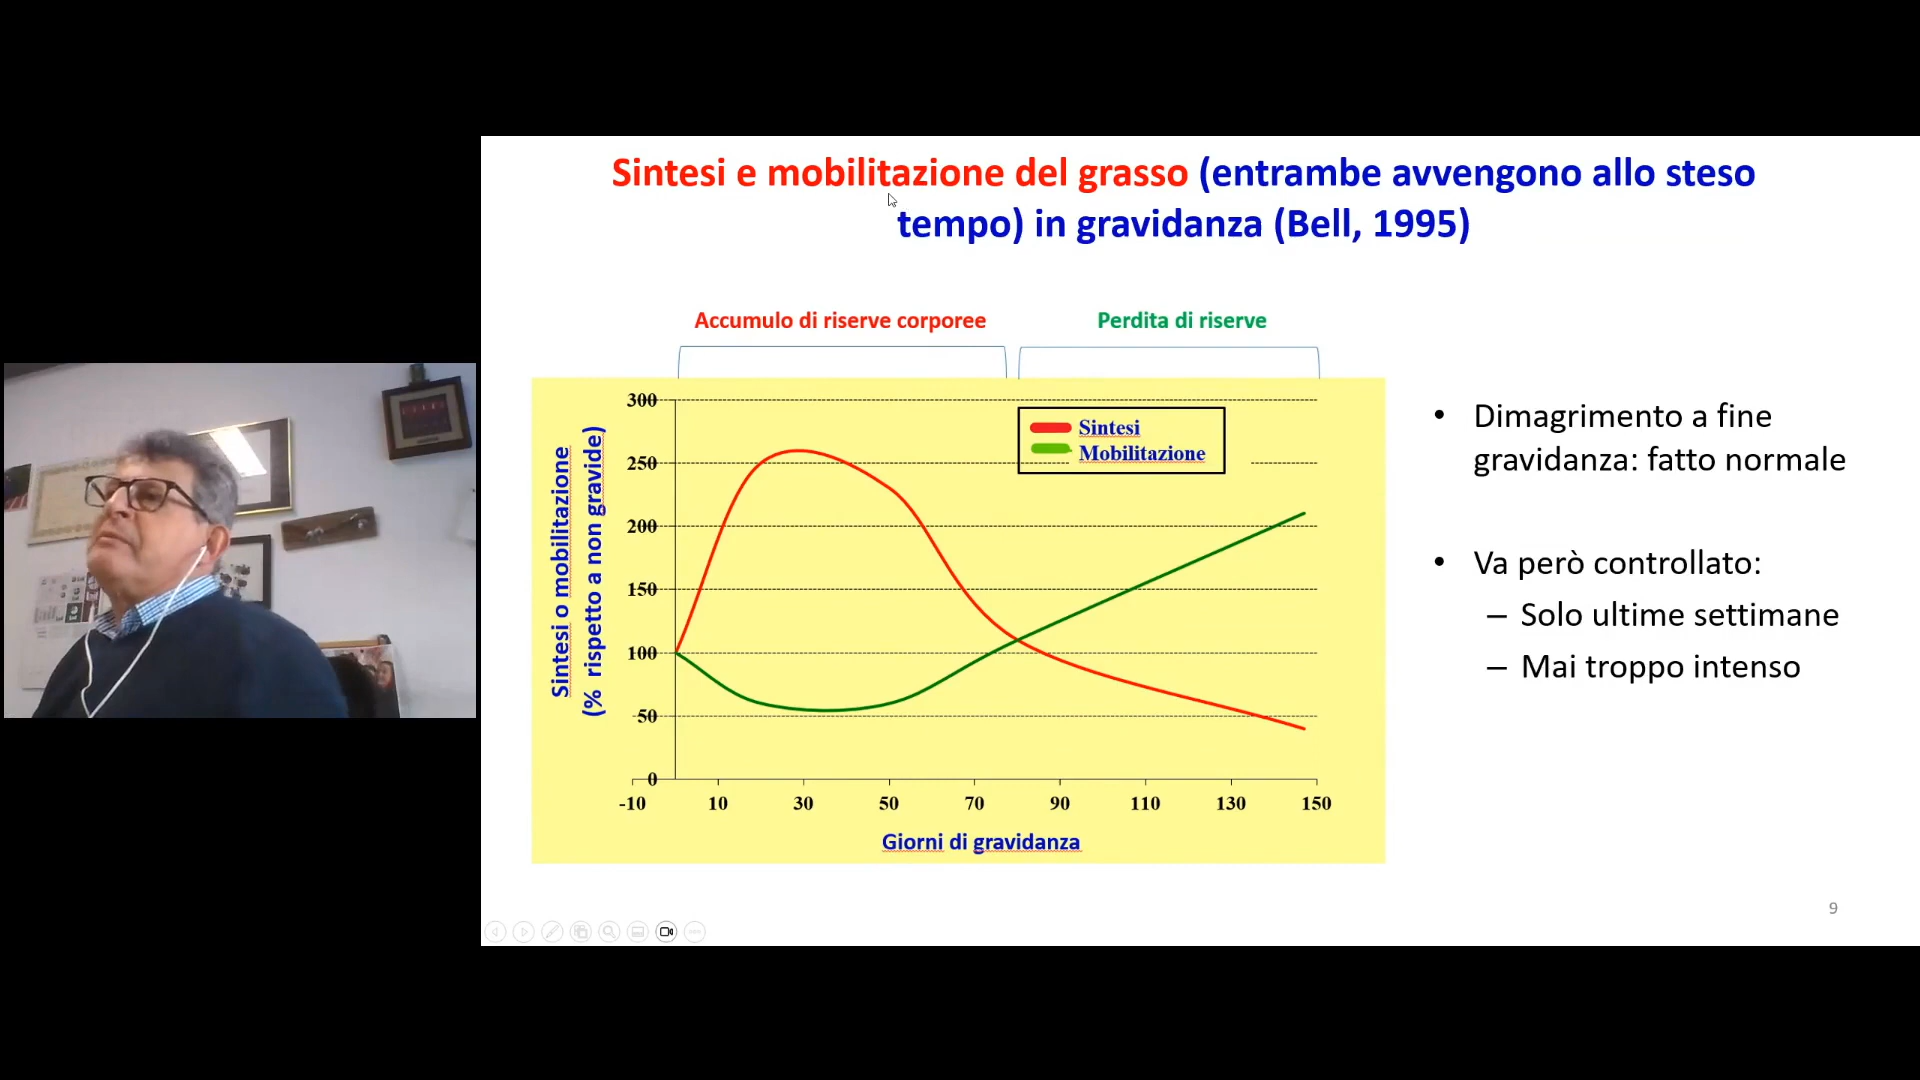 Sintesi e mobilitazione del grasso (entrambe avvengono allo steso
tempo) in gravidanza (Bell, 1995)
Accumulo di riserve corporee
Perdita di riserve
Sintesi o mobilitazione
(% rispetto a non gravide)
300
250
200
150
100
50
0
Sintesi
Mobilitazione
-10 10 30 50 70 90 110 130 150
Giorni di gravidanza
• Dimagrimento a fine
gravidanza: fatto normale
• Va però controllato:
– Solo ultime settimane
– Mai troppo intenso
9